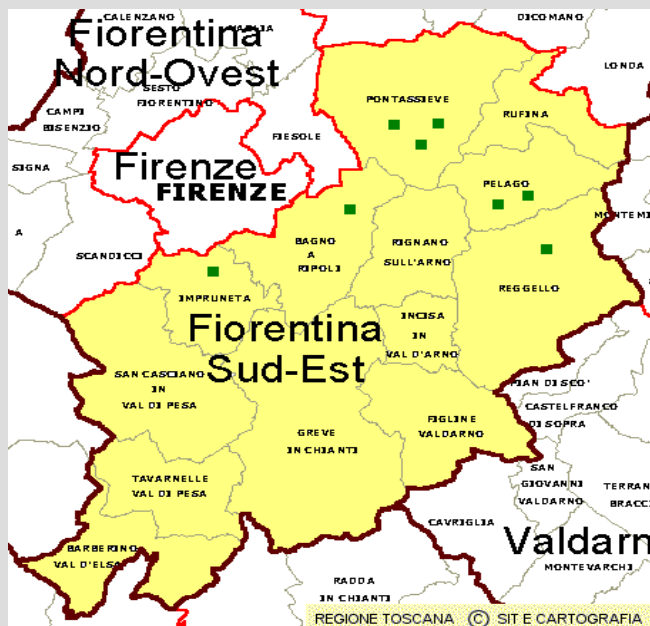 CALENZANO
DICOMANO
Fiorentina
Nord-Ovest
LONDA
SESTO
FIORENTINO
PONTASSIEVE
CAMPI
BISENZIO
RUFINA
FIESOLE
SIGNA
Firenze
FIRENZE
PELAGO
A
SCANDICCI
BAGNO
A
RIPOLI
RIGNANO
SULL'ARNO
IMPRUNETA
REGGELLO
Fiorentina
Sud-Est
INCISA
IN
VAL D'ARNO
SAN CASCIANO
IN
VAL DI PESA
PIAN DI SCO'
CASTELFRANCO
DI SOPRA
FIGLINE
VALDARNO
GREVE
IN CHIANTI
SAN
GIOVANNI
VALDARNO
TAVARNELLE
VAL DI PESA
TERRAN
BRACCI
CAVRIGLIA
Valdarn
MONTEVARCHI
BARBERINO
VAL D'ELSA
RADDA
IN CHIANTI
REGIONE TOSCANA © SIT E CARTOGRAFIA